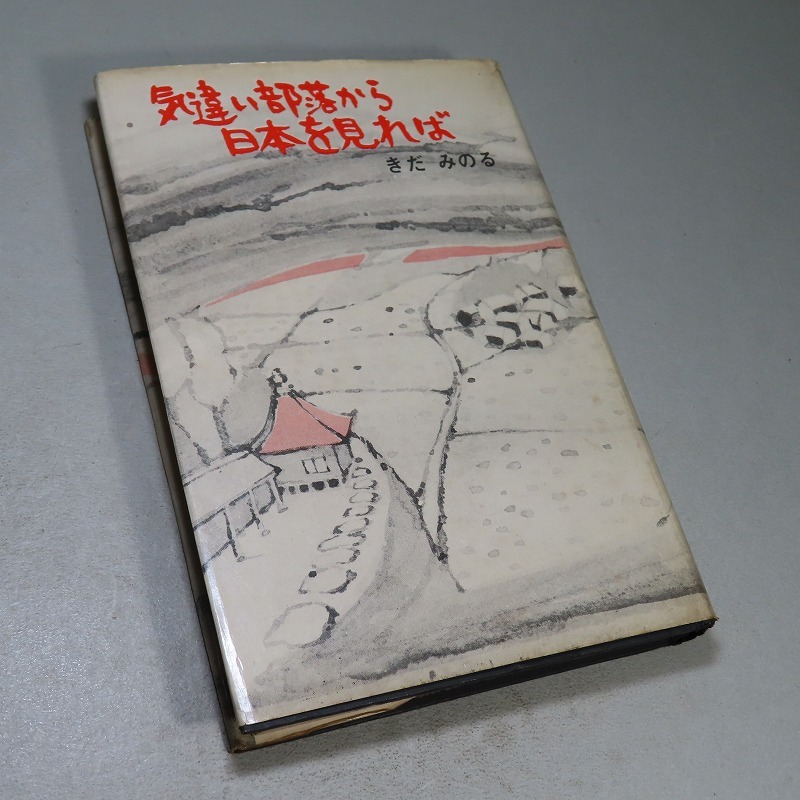 気違い部落から
日本を見れば
きだ みのる